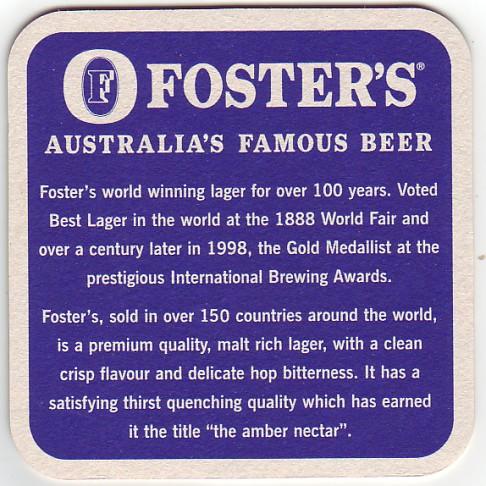 F FOSTER'S®
AUSTRALIA'S FAMOUS BEER
Foster's world winning lager for over 100 years. Voted
Best Lager in the world at the 1888 World Fair and
over a century later in 1998, the Gold Medallist at the
prestigious International Brewing Awards.
Foster's, sold in over 150 countries around the world,
is a premium quality, malt rich lager, with a clean
crisp flavour and delicate hop bitterness. It has a
satisfying thirst quenching quality which has earned
it the title “the amber nectar”.